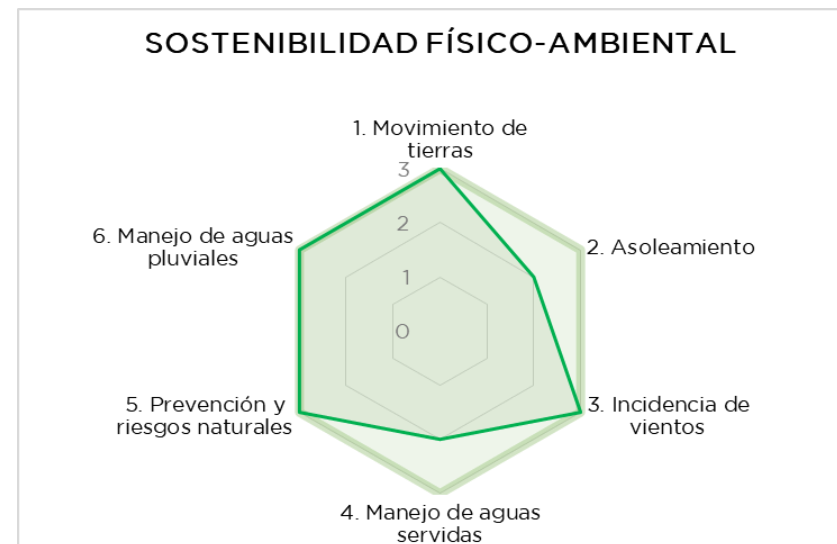 SOSTENIBILIDAD FÍSICO-AMBIENTAL
1. Movimiento de
tierras
3
6. Manejo de aguas
pluviales
2
2. Asoleamiento
1
0
5. Prevención y
riesgos naturales
3. Incidencia de
vientos
4. Manejo de aguas
servidas